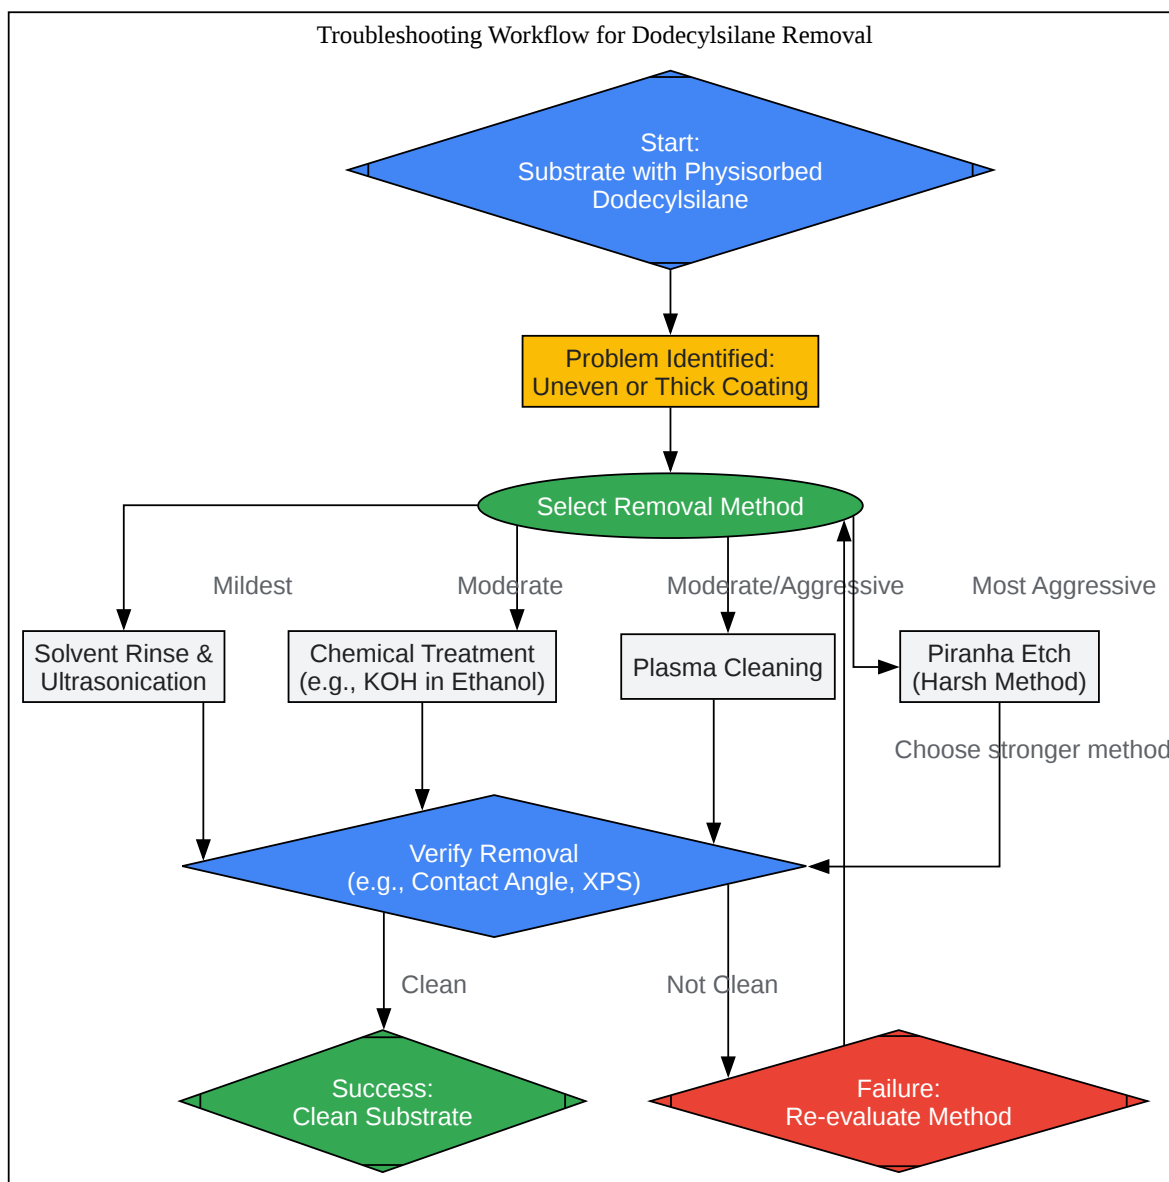 Troubleshooting Workflow for Dodecylsilane Removal
Start:
Substrate with Physisorbed
Dodecylsilane
Problem Identified:
Uneven or Thick Coating
Select Removal Method
Mildest
Moderate
Moderate/Aggressive
Most Aggressive
Solvent Rinse &
Ultrasonication
Chemical Treatment
(e.g., KOH in Ethanol)
Plasma Cleaning
Piranha Etch
(Harsh Method)
Choose stronger method
Verify Removal
(e.g., Contact Angle, XPS)
Clean
Not Clean
Success:
Clean Substrate
Failure:
Re-evaluate Method